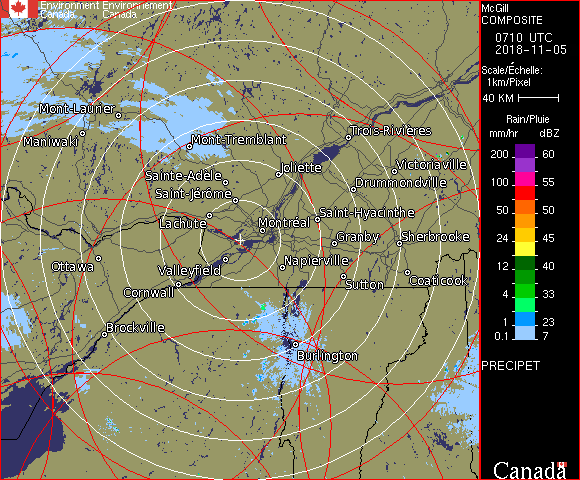 Environment Environnement
Canada Canada
Mont-Laurier
Maniwaki
Mont-Tremblant
Trois-Rivières
Sainte-Adèle
Joliette
Victoriaville
Saint-Jérôme
Drummondville
Lachute
Montréal
Saint-Hyacinthe
Granby
Sherbrooke
Ottawa
Valleyfield
Napierville
Cornwall
Sutton
Coaticook
Brockville
Burlington
McGill
COMPOSITE
0710 UTC
2018-11-05
Scale/Échelle:
1km/Pixel
40 KM
Rain/Pluie
mm/hr dBZ
200 60
100 55
50 50
24 45
12 40
4 33
1 23
0.1 7
PRECIPET
Canada